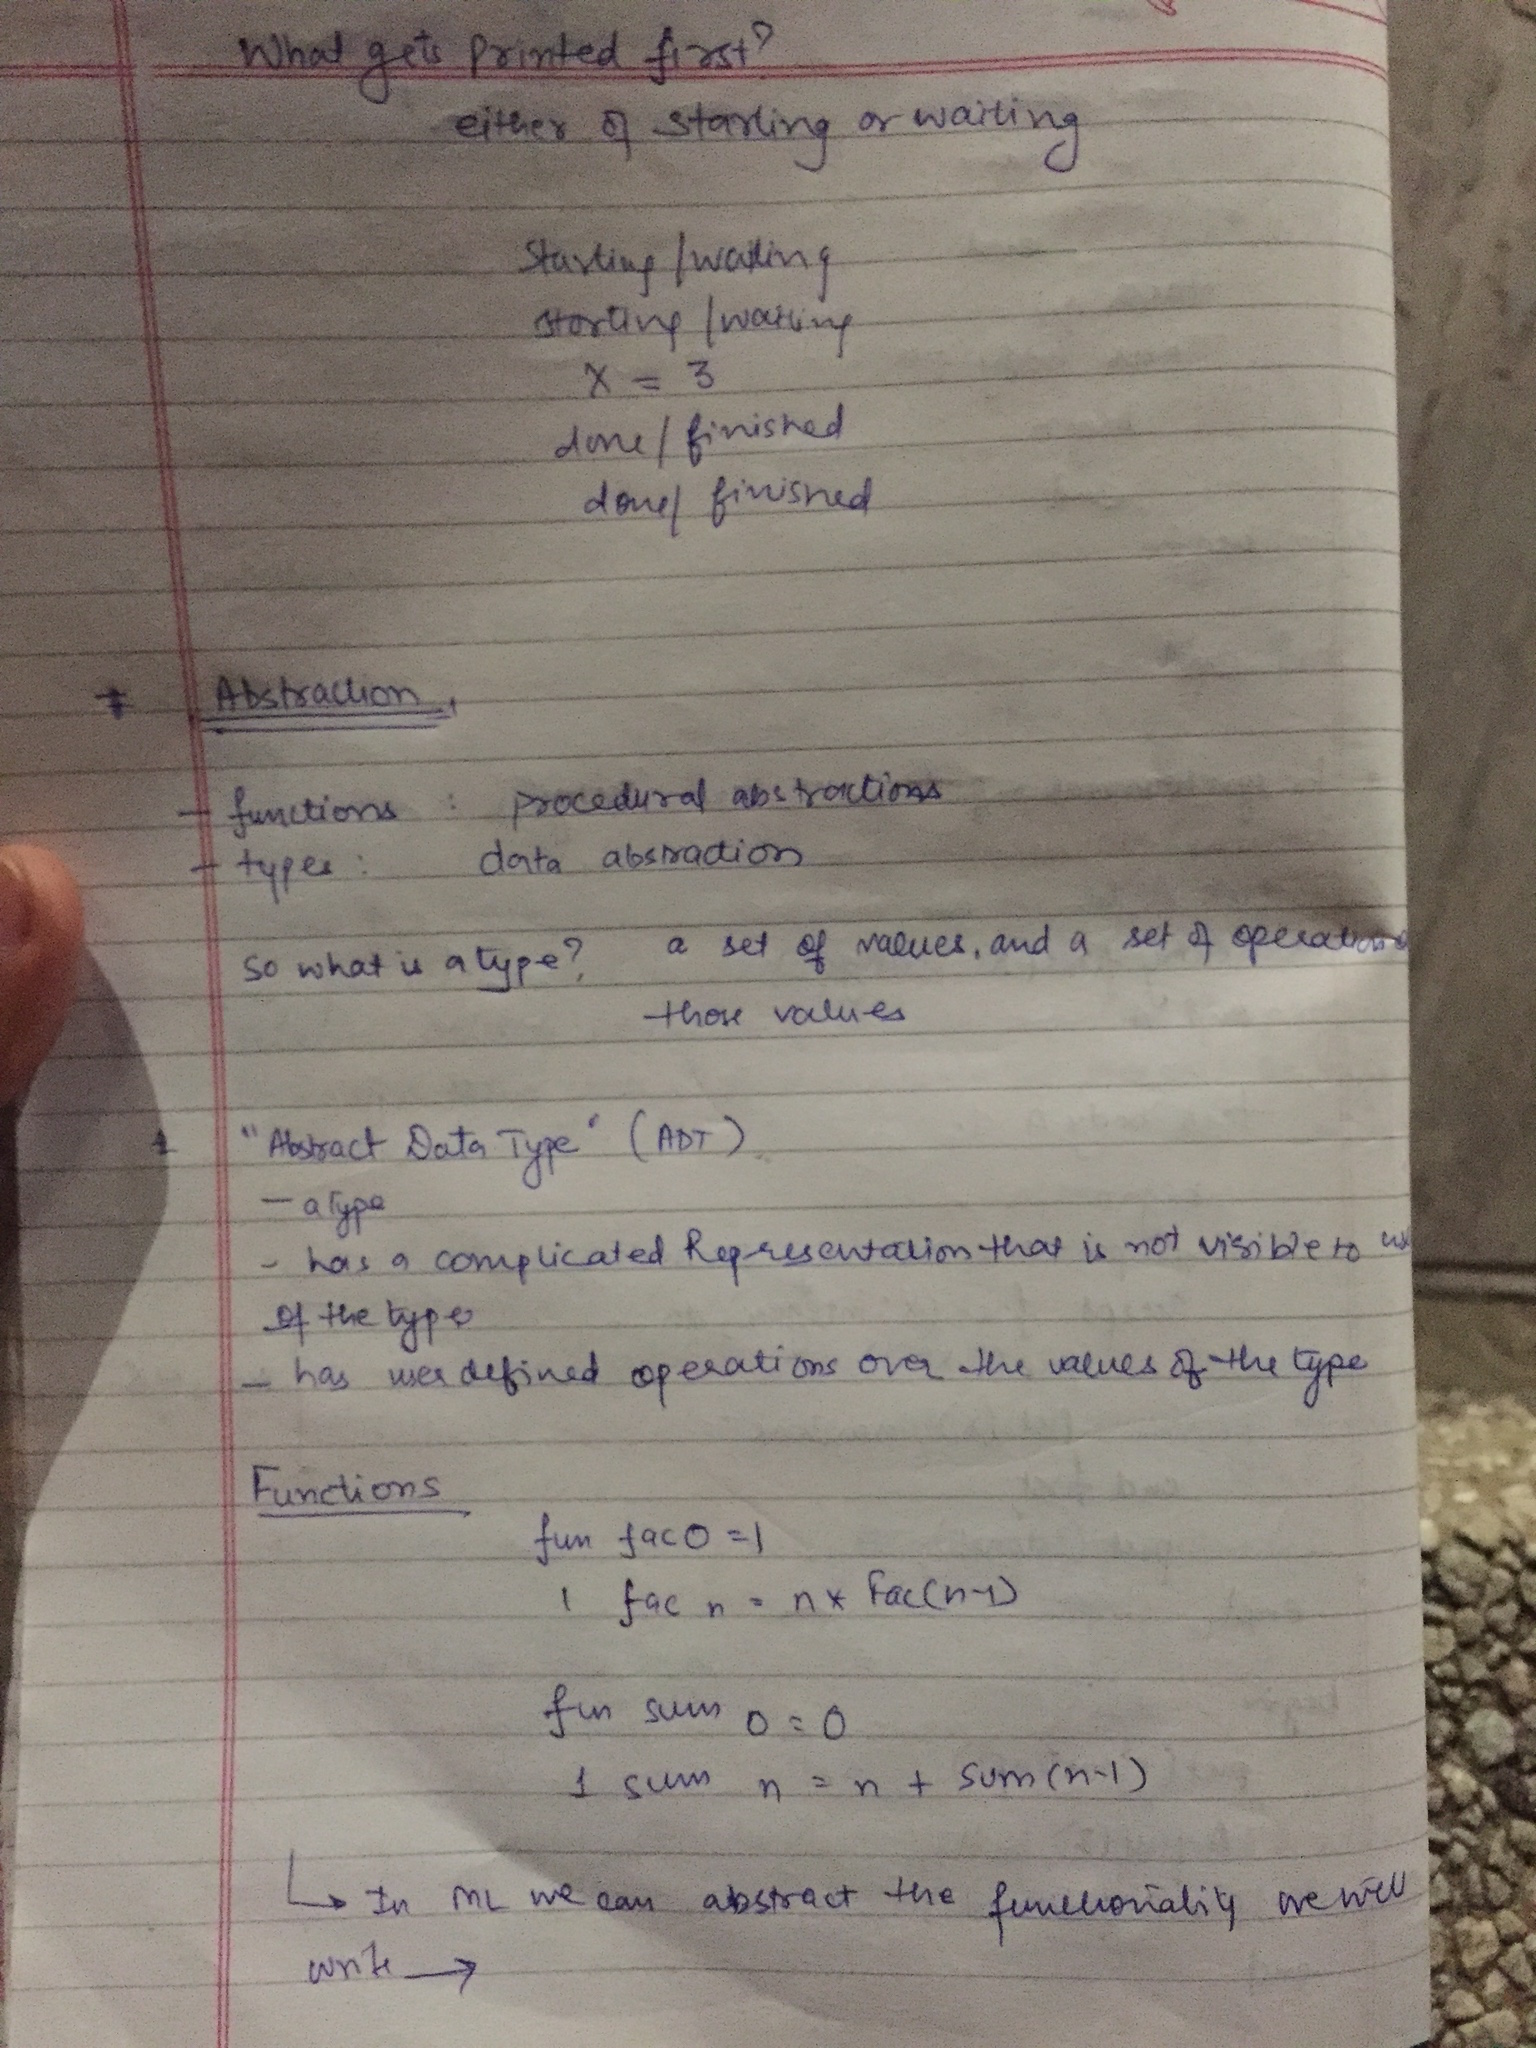 What gets printed first?
either of starting or waiting
Starting / waiting
starting / waiting
X = 3
done / finished
done / finished
* Abstraction
- functions : procedural abstractions
- types : data abstraction
so what is a type? a set of values, and a set of operations
those values
"Abstract Data Type" (ADT)
- a type
- has a complicated Representation that is not visible to
of the type
- has user defined operations over the values of the type
Functions
fun fac 0 = 1
| fac n = n * Fac(n-1)
fun sum 0 = 0
| sum n = n + sum (n-1)
↳ In ML we can abstract the functionality we will
write →